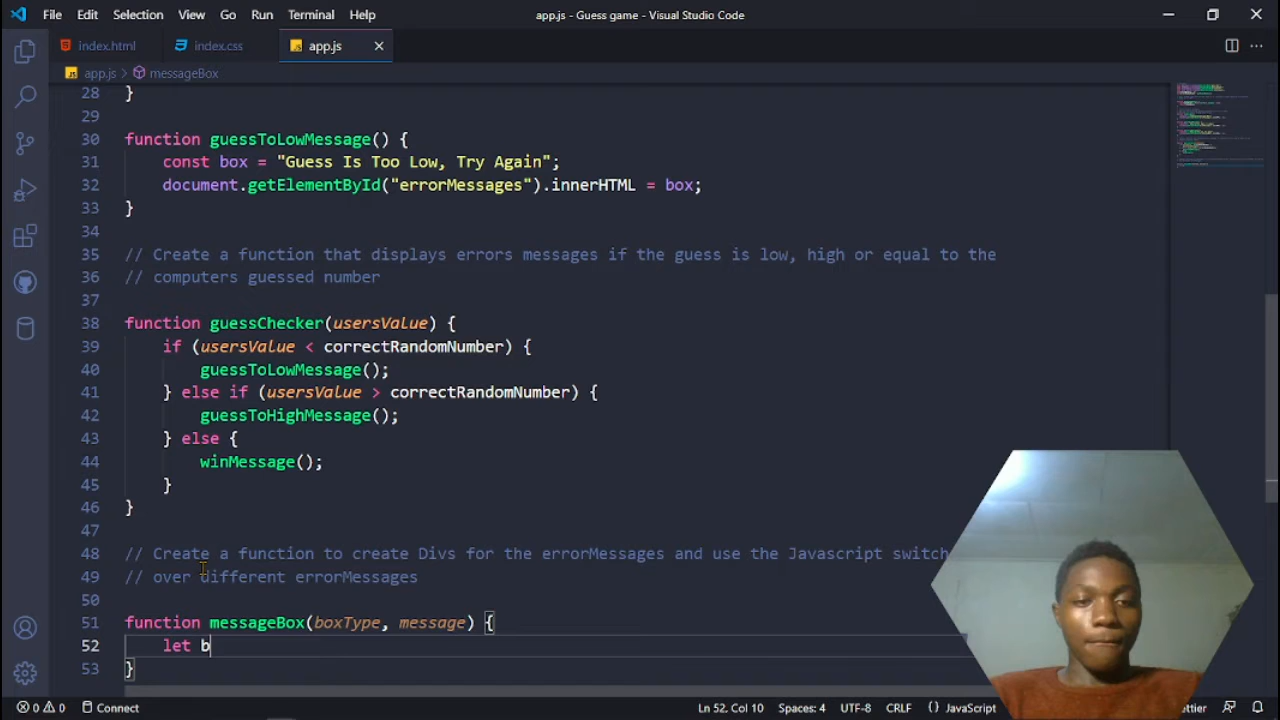 File Edit Selection View Go Run Terminal Help app.js - Guess game - Visual Studio Code
index.html index.css JS app.js
JS app.js > messageBox
28 }
29
30 function guessToLowMessage() {
31 const box = "Guess Is Too Low, Try Again";
32 document.getElementById("errorMessages").innerHTML = box;
33 }
34
35 // Create a function that displays errors messages if the guess is low, high or equal to the
36 // computers guessed number
37
38 function guessChecker(usersValue) {
39 if (usersValue < correctRandomNumber) {
40 guessToLowMessage();
41 } else if (usersValue > correctRandomNumber) {
42 guessToHighMessage();
43 } else {
44 winMessage();
45 }
46 }
47
48 // Create a function to create Divs for the errorMessages and use the Javascript switch
49 // over different errorMessages
50
51 function messageBox(boxType, message) {
52 let b
53 }
0 0 Connect Ln 52, Col 10 Spaces: 4 UTF-8 CRLF {} JavaScript